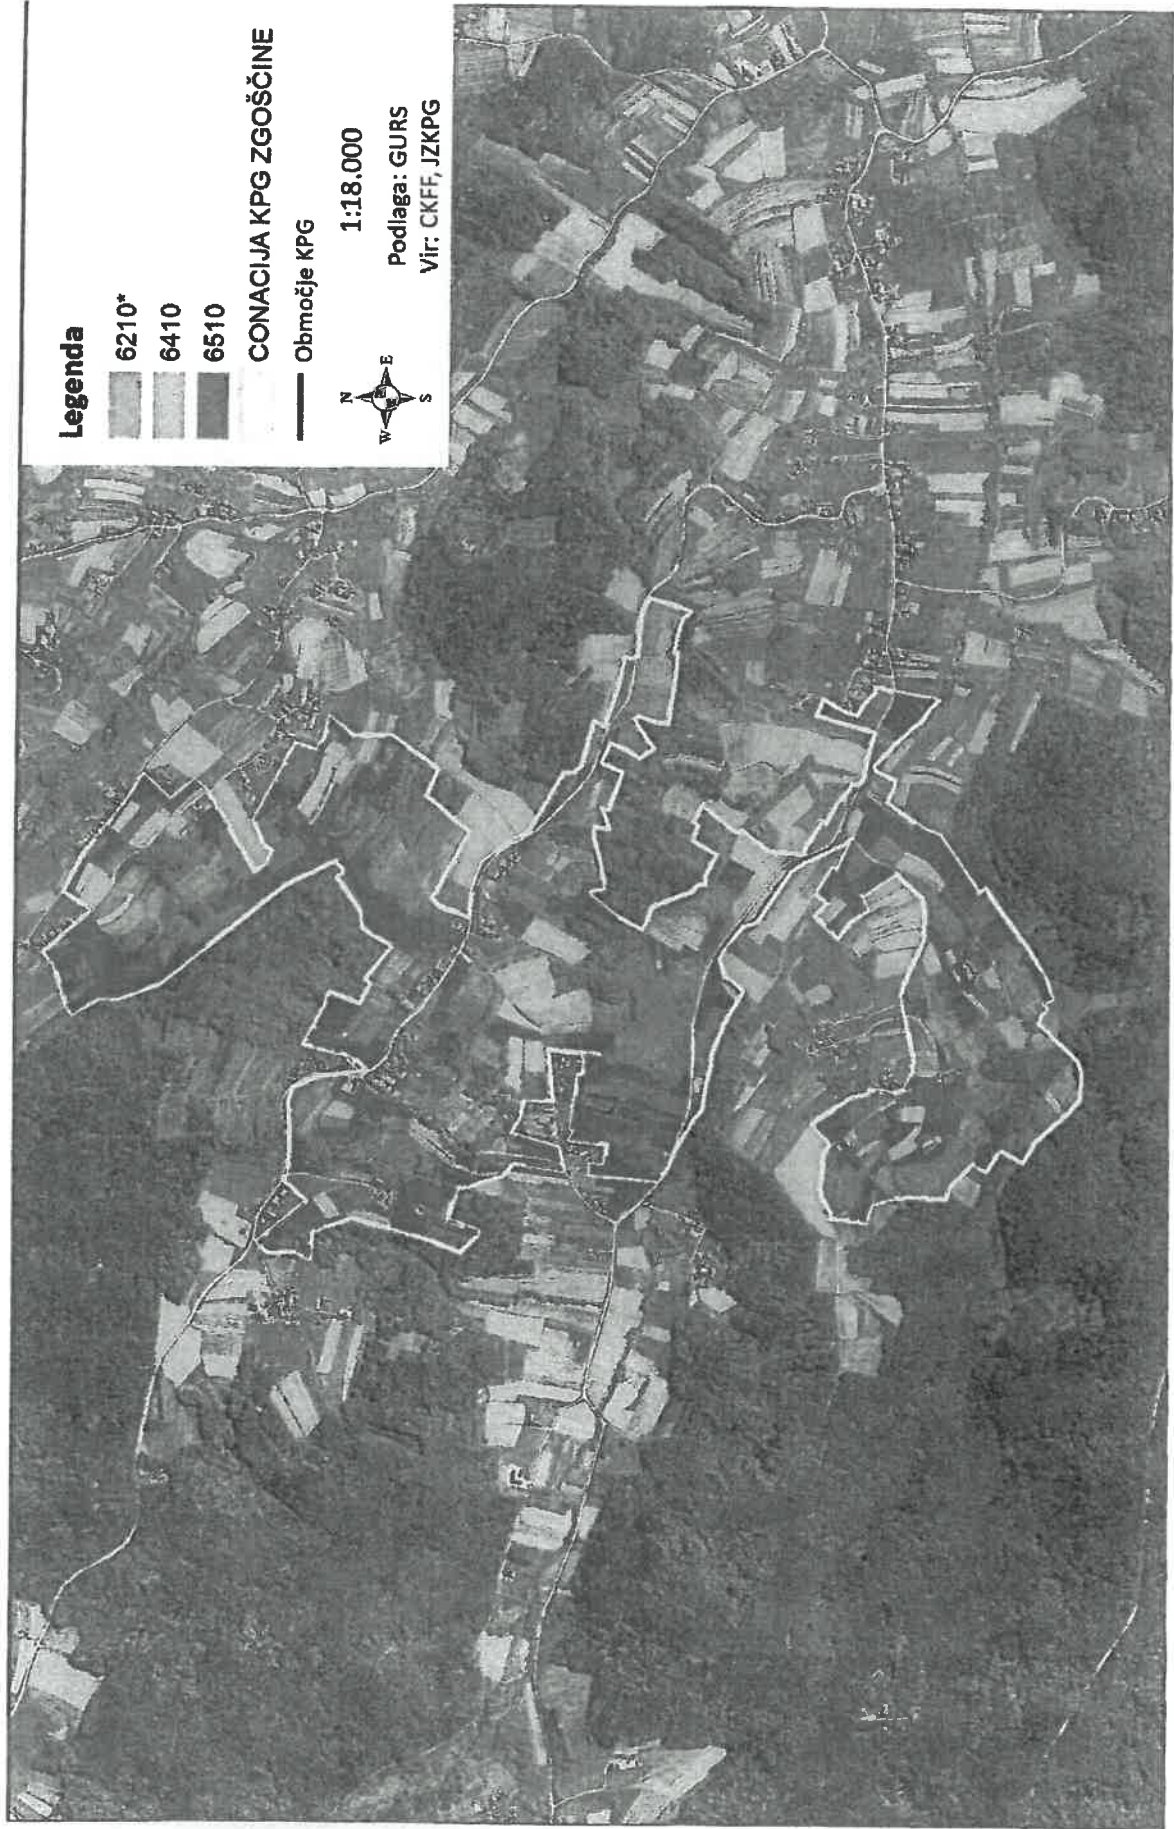 Legenda
6210*
6410
6510
CONACIJA KPG ZGOŠČINE
Območje KPG
1:18.000
N
W
E
S
Podlaga: GURS
Vir: CKFF, JZKPG